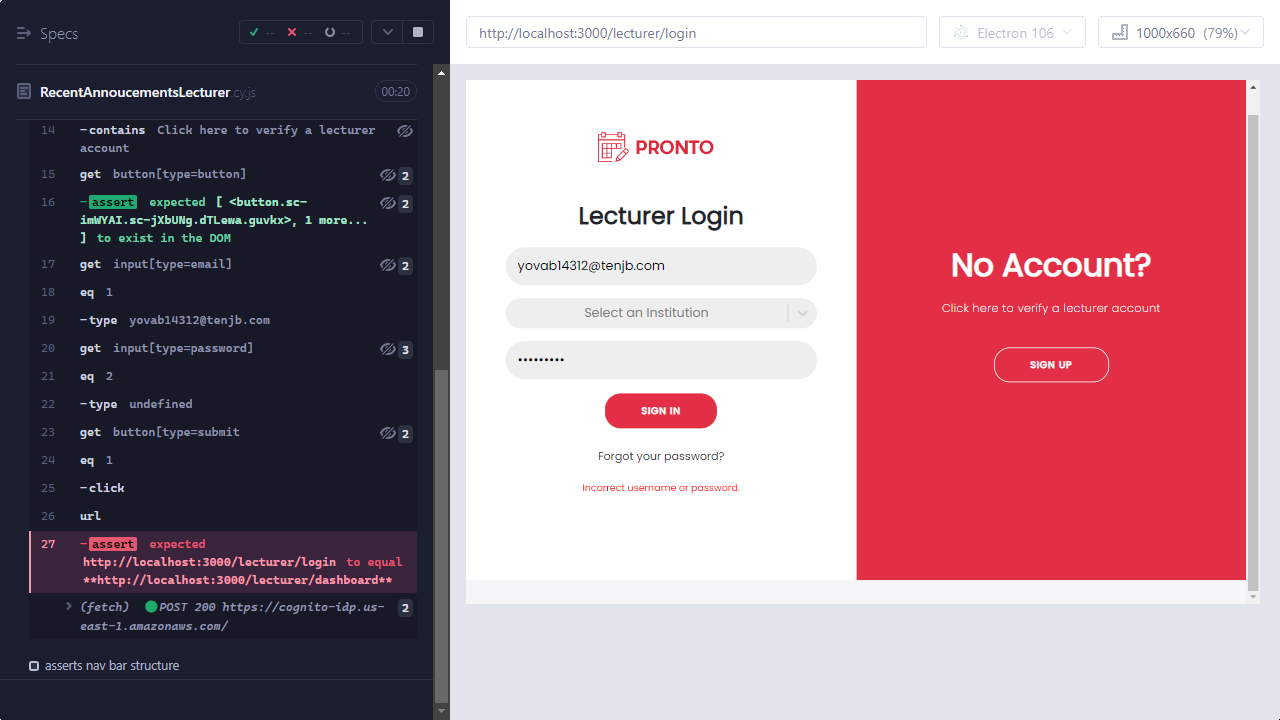 Specs
-- -- --
RecentAnnoucementsLecturer.cy.js
00:20
14 -contains Click here to verify a lecturer
account
15 get button[type=button] 2
16 -assert expected [ <button.sc-
imWYAI.sc-jXbUNg.dTLewa.guvkx>, 1 more...
] to exist in the DOM
2
17 get input[type=email] 2
18 eq 1
19 -type yovab14312@tenjb.com
20 get input[type=password] 3
21 eq 2
22 -type undefined
23 get button[type=submit 2
24 eq 1
25 -click
26 url
27 -assert expected
http://localhost:3000/lecturer/login to equal
**http://localhost:3000/lecturer/dashboard**
(fetch) POST 200 https://cognito-idp.us-
east-1.amazonaws.com/
2
asserts nav bar structure
http://localhost:3000/lecturer/login
Electron 106
1000x660 (79%)
PRONTO
Lecturer Login
yovab14312@tenjb.com
Select an Institution
•••••••••
SIGN IN
Forgot your password?
Incorrect username or password.
No Account?
Click here to verify a lecturer account
SIGN UP